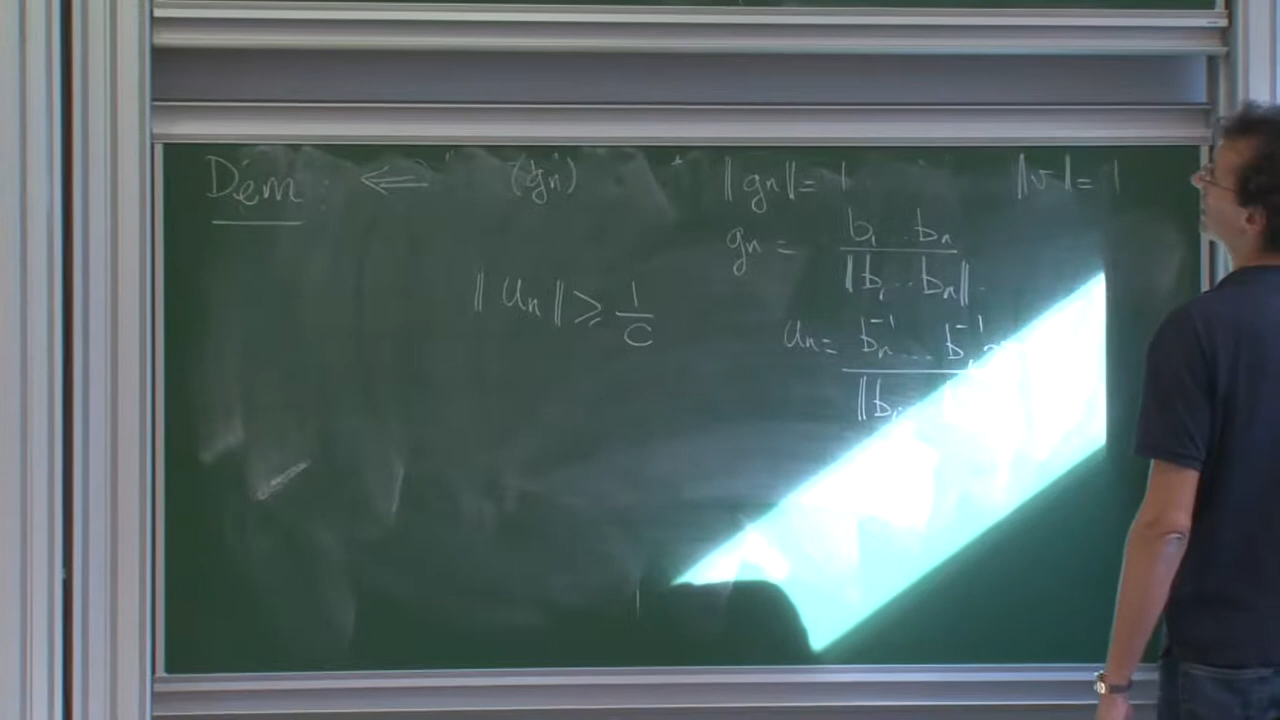 Dém : ⇐ (gn) ||gn|| = 1 ||v|| = 1
gn = b1 .. bn / ||b1 .. bn||
||un|| ≥ 1/C
un = bn^-1 ... b1^-1 / ||b1